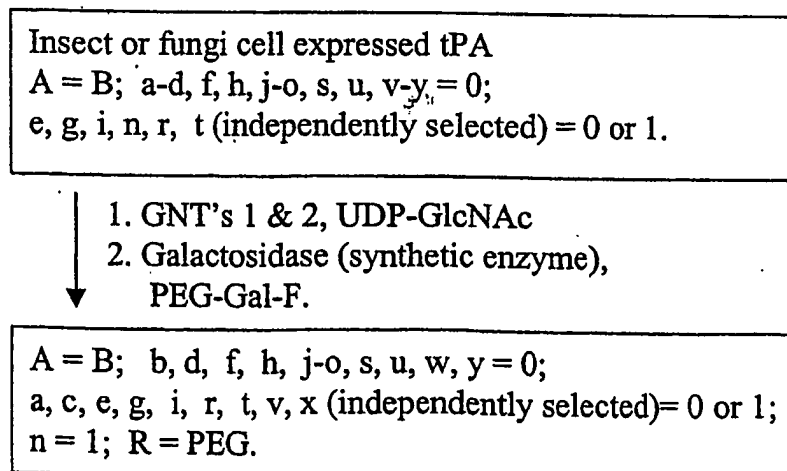 Insect or fungi cell expressed tPA
A = B; a-d, f, h, j-o, s, u, v-y, = 0;
e, g, i, n, r, t (independently selected) = 0 or 1.
1. GNT's 1 & 2, UDP-GlcNAc
2. Galactosidase (synthetic enzyme),
PEG-Gal-F.
A = B; b, d, f, h, j-o, s, u, w, y = 0;
a, c, e, g, i, r, t, v, x (independently selected)= 0 or 1;
n = 1; R = PEG.